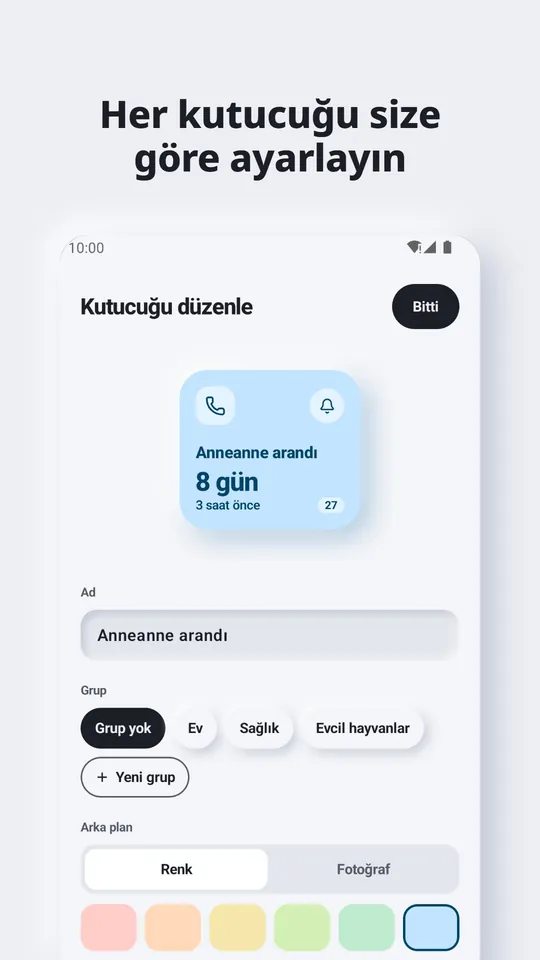 Her kutucuğu size
göre ayarlayın
10:00
Kutucuğu düzenle
Bitti
Anneanne arandı
8 gün
3 saat önce
27
Ad
Anneanne arandı
Grup
Grup yok
Ev
Sağlık
Evcil hayvanlar
+ Yeni grup
Arka plan
Renk
Fotoğraf